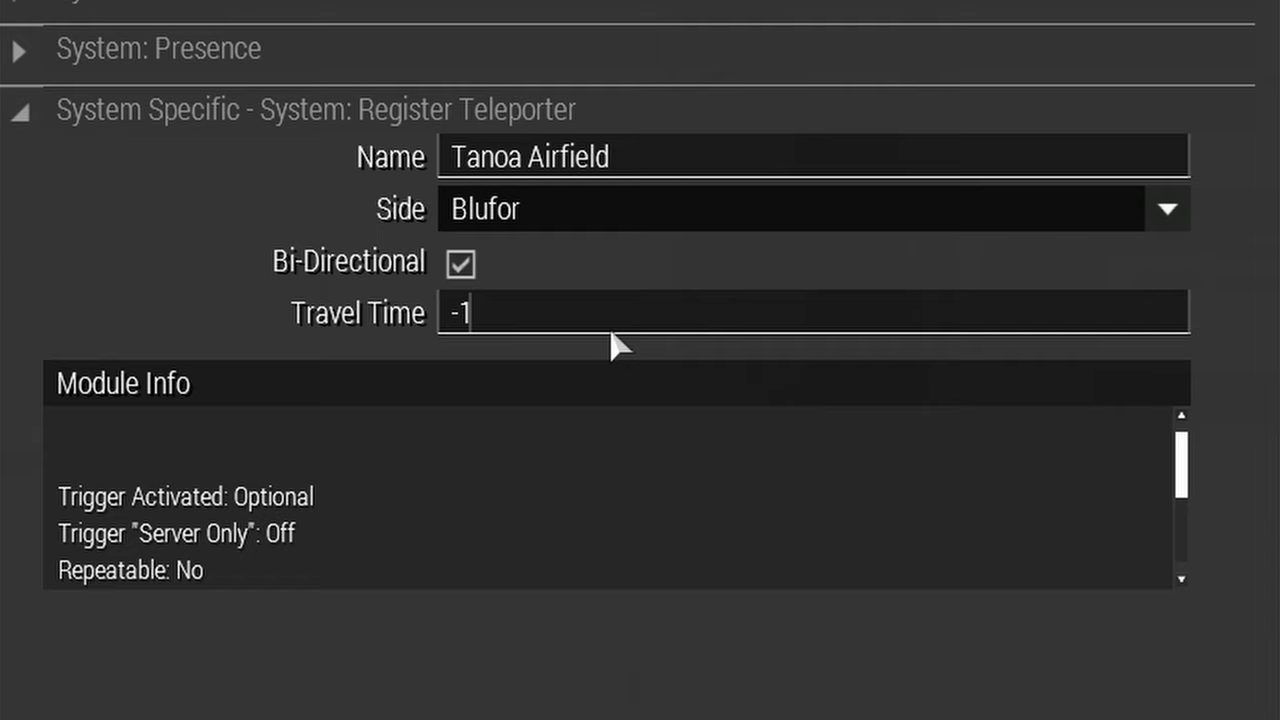 System: Presence
System Specific - System: Register Teleporter
Name Tanoa Airfield
Side Blufor
Bi-Directional
Travel Time -1
Module Info
Trigger Activated: Optional
Trigger "Server Only": Off
Repeatable: No